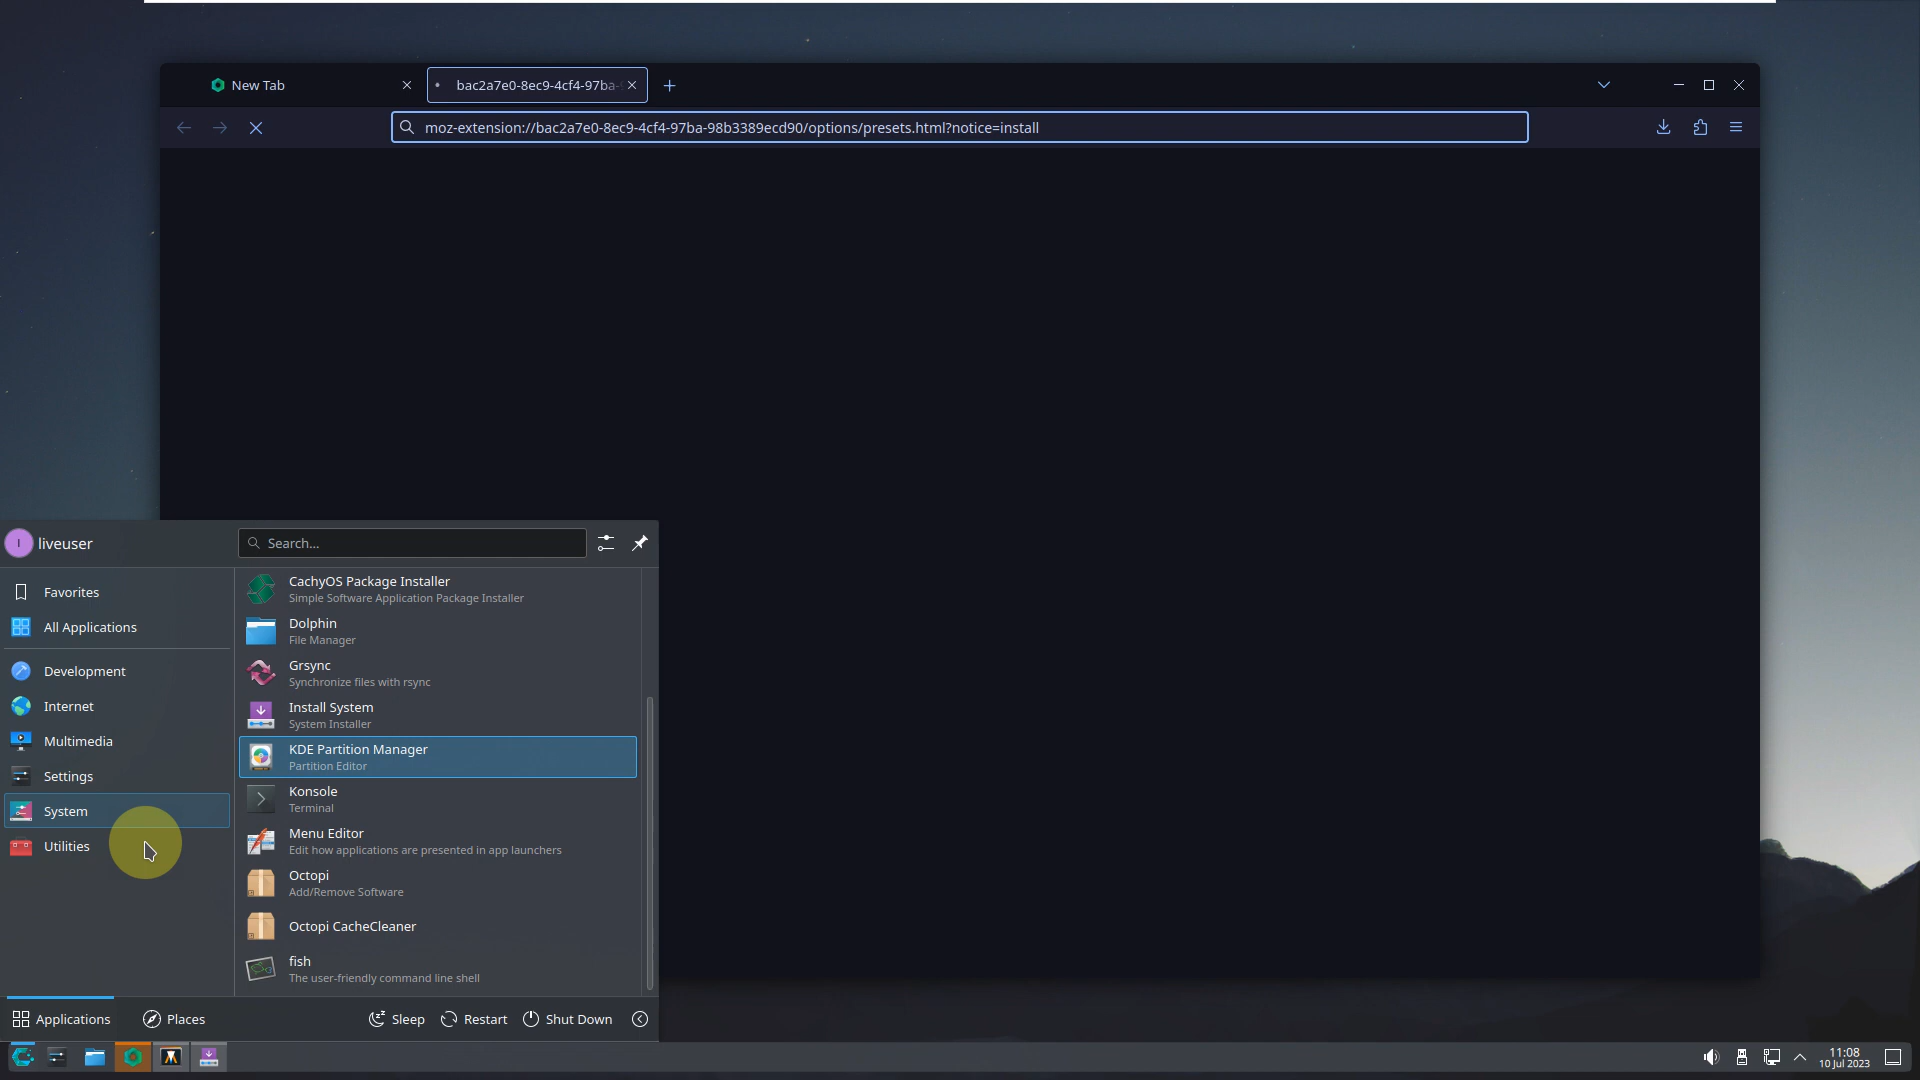 New Tab
bac2a7e0-8ec9-4cf4-97ba-
moz-extension://bac2a7e0-8ec9-4cf4-97ba-98b3389ecd90/options/presets.html?notice=install
liveuser
Search...
Favorites
All Applications
Development
Internet
Multimedia
Settings
System
Utilities
CachyOS Package Installer
Simple Software Application Package Installer
Dolphin
File Manager
Grsync
Synchronize files with rsync
Install System
System Installer
KDE Partition Manager
Partition Editor
Konsole
Terminal
Menu Editor
Edit how applications are presented in app launchers
Octopi
Add/Remove Software
Octopi CacheCleaner
fish
The user-friendly command line shell
Applications
Places
Sleep
Restart
Shut Down
11:08
10 Jul 2023